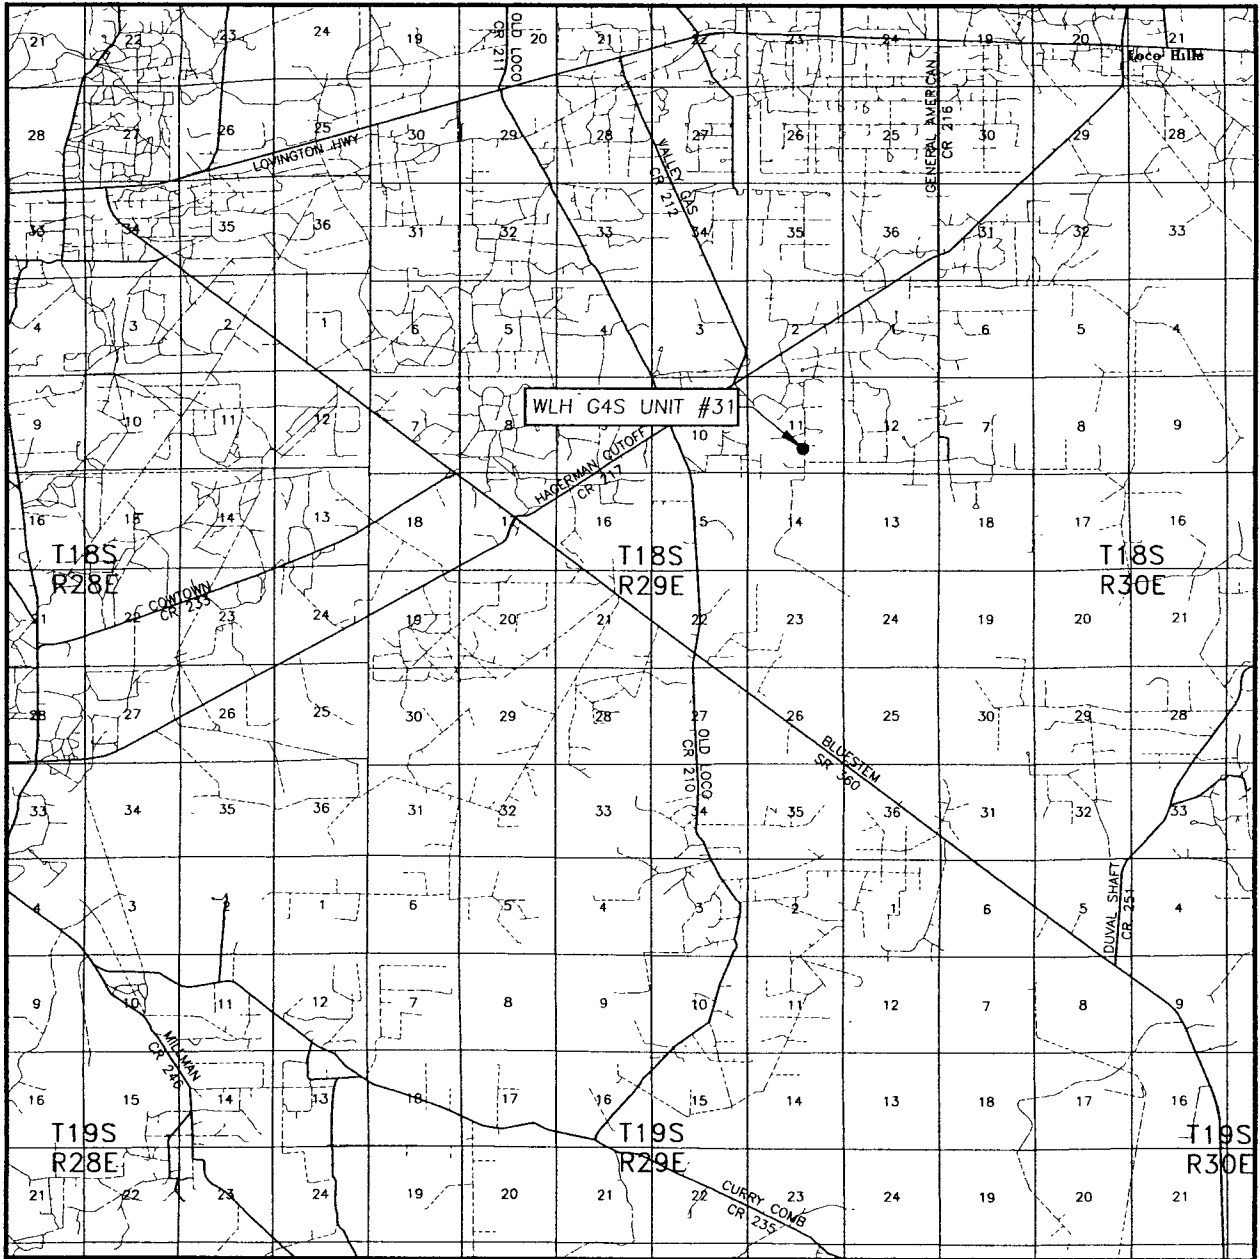 21 22 23 24 19 20 21 22 23 24 19 20 21
OLD LOCO
CR 211
Loco Hills
GENERAL AMERICAN
CR 216
28 27 26 25 30 29 28 27 26 25 30 29 28
LOVINGTON HWY
VALLEY GAS
CR 212
33 34 35 36 31 32 33 34 35 36 31 32 33
4 3 2 1 6 5 4 3 2 1 6 5 4
WLH G4S UNIT #31
9 10 11 12 7 8 10 11 12 7 8 9
HAGERMAN CUTOFF
CR 217
16 15 14 13 18 16 14 13 18 17 16
T18S
R28E
T18S
R29E
T18S
R30E
COWTOWN
CR 233
21 22 23 24 19 20 21 22 23 24 19 20 21
28 27 26 25 30 29 28 27 26 25 30 29 28
OLD LOCO
CR 210
BLUESTEM
SR 360
33 34 35 36 31 32 33 34 35 36 31 32 33
DUVAL SHAFT
CR 251
4 3 2 1 6 5 4 3 2 1 6 5 4
9 10 11 12 7 8 9 10 11 12 7 8 9
MILLMAN
CR 246
16 15 14 13 18 17 16 15 14 13 18 17 16
T19S
R28E
T19S
R29E
T19S
R30E
21 22 23 24 19 20 21 22 23 24 19 20 21
CURRY COMB
CR 235